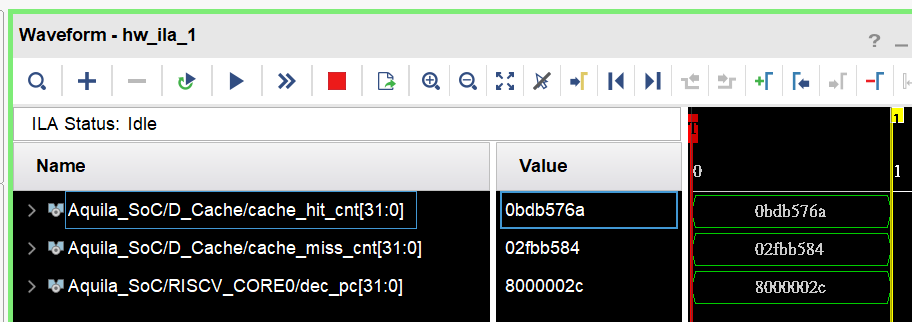 Waveform - hw_ila_1
?
ILA Status: Idle
Name Value
1
0 1
Aquila_SoC/D_Cache/cache_hit_cnt[31:0] 0bdb576a 0bdb576a
Aquila_SoC/D_Cache/cache_miss_cnt[31:0] 02fbb584 02fbb584
Aquila_SoC/RISCV_CORE0/dec_pc[31:0] 8000002c 8000002c